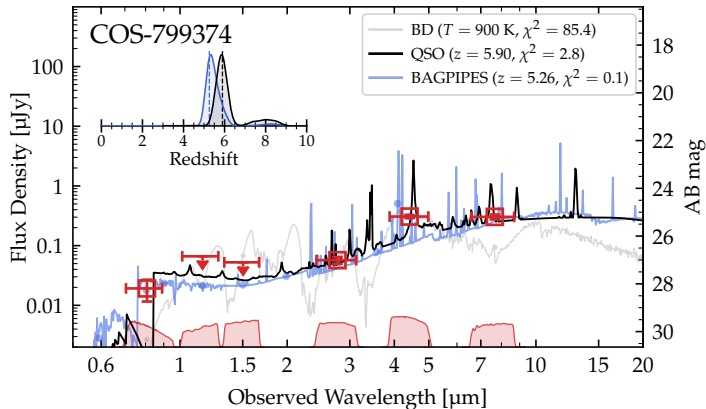 COS-799374
BD (T = 900 K, χ² = 85.4)
QSO (z = 5.90, χ² = 2.8)
BAGPIPES (z = 5.26, χ² = 0.1)
0 2 4 6 8 10
Redshift
Flux Density [μJy]
100
10
1
0.1
0.01
AB mag
18
20
22
24
26
28
30
0.6 1 1.5 2 3 4 5 7 10 15 20
Observed Wavelength [μm]